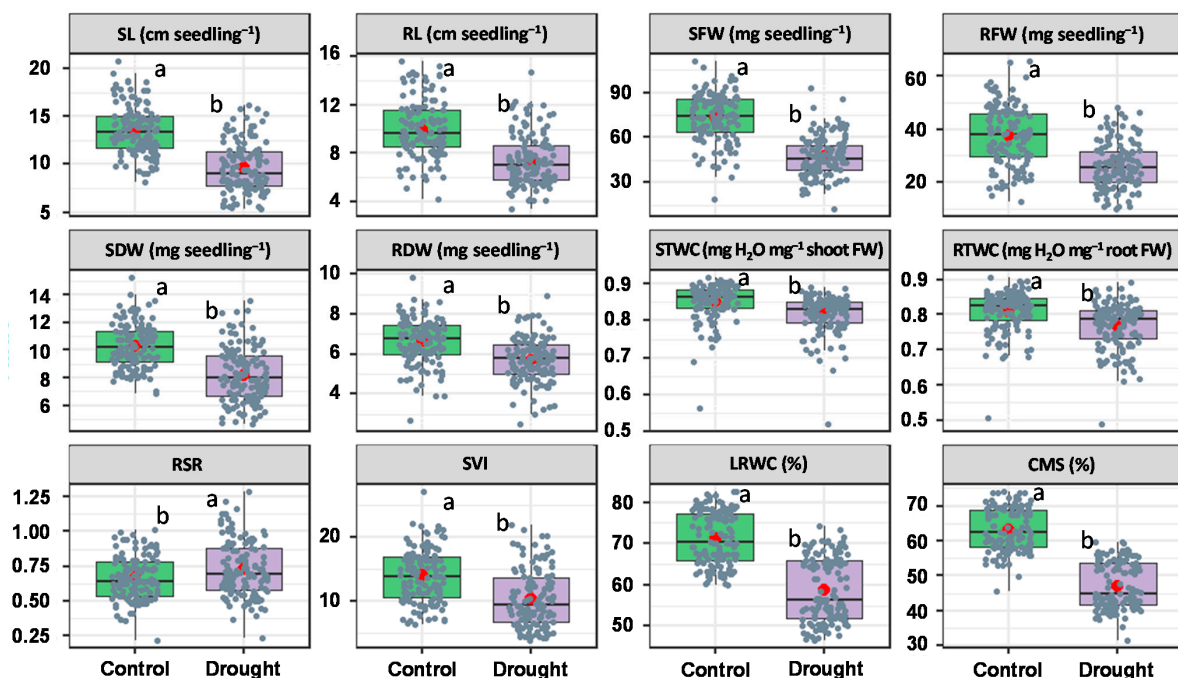 SL (cm seedling⁻¹)
RL (cm seedling⁻¹)
SFW (mg seedling⁻¹)
RFW (mg seedling⁻¹)
20
15
10
5
a
b
16
12
8
4
a
b
90
60
30
a
b
60
40
20
a
b
SDW (mg seedling⁻¹)
RDW (mg seedling⁻¹)
STWC (mg H₂O mg⁻¹ shoot FW)
RTWC (mg H₂O mg⁻¹ root FW)
14
12
10
8
6
a
b
10
8
6
4
a
b
0.9
0.8
0.7
0.6
0.5
a
b
0.9
0.8
0.7
0.6
0.5
a
b
RSR
SVI
LRWC (%)
CMS (%)
1.25
1.00
0.75
0.50
0.25
b
a
20
10
a
b
80
70
60
50
a
b
70
60
50
40
30
a
b
Control Drought
Control Drought
Control Drought
Control Drought